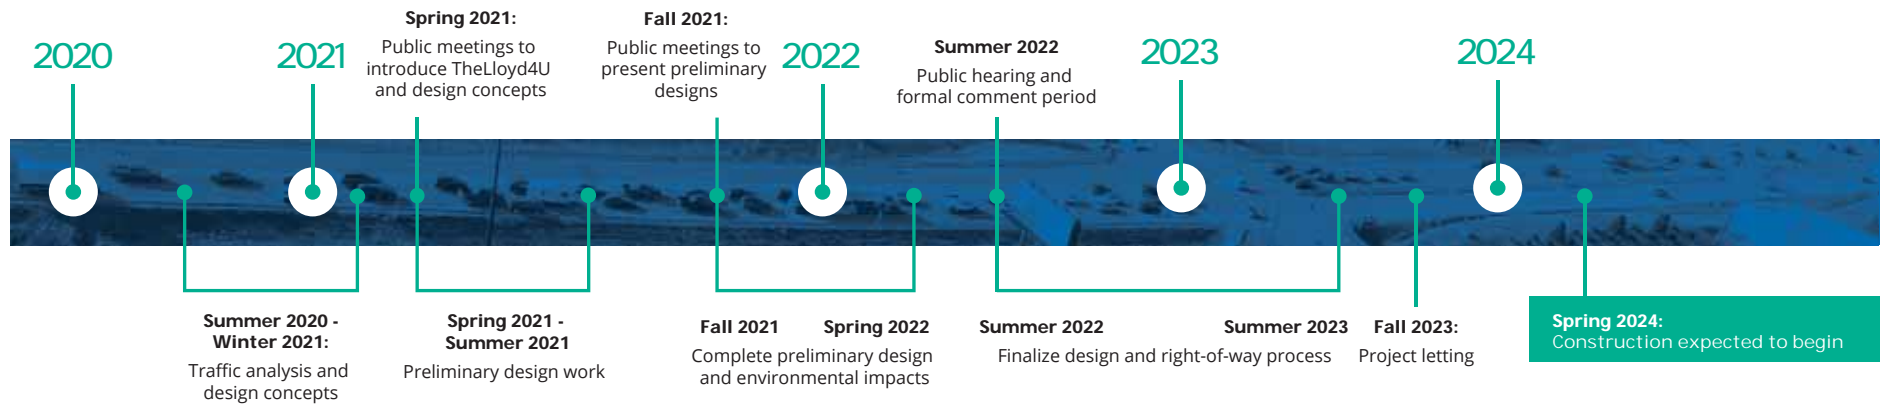 2020
2021
Spring 2021:
Public meetings to
introduce TheLloyd4U
and design concepts
Fall 2021:
Public meetings to
present preliminary
designs
2022
Summer 2022
Public hearing and
formal comment period
2023
2024
Summer 2020 -
Winter 2021:
Traffic analysis and
design concepts
Spring 2021 -
Summer 2021
Preliminary design work
Fall 2021 Spring 2022
Complete preliminary design
and environmental impacts
Summer 2022 Summer 2023
Finalize design and right-of-way process
Fall 2023:
Project letting
Spring 2024:
Construction expected to begin